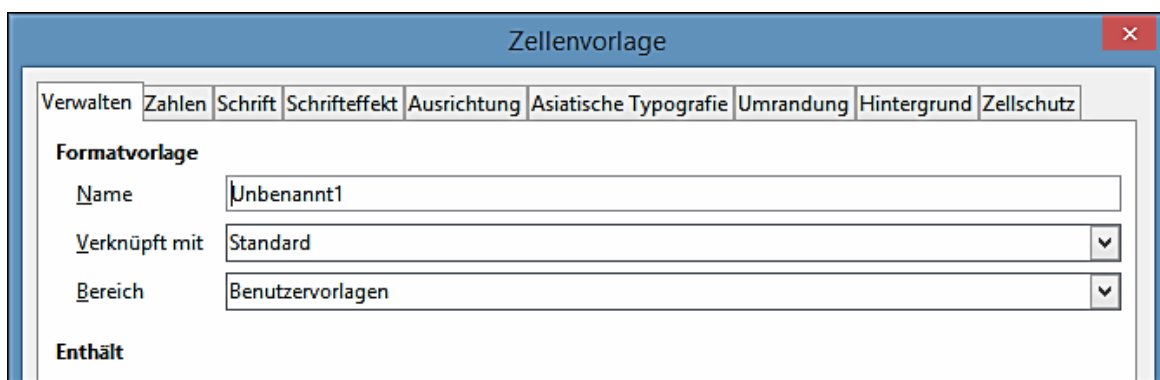 Zellenvorlage
Verwalten Zahlen Schrift Schrifteffekt Ausrichtung Asiatische Typografie Umrandung Hintergrund Zellschutz
Formatvorlage
Name Unbenannt1
Verknüpft mit Standard
Bereich Benutzervorlagen
Enthält